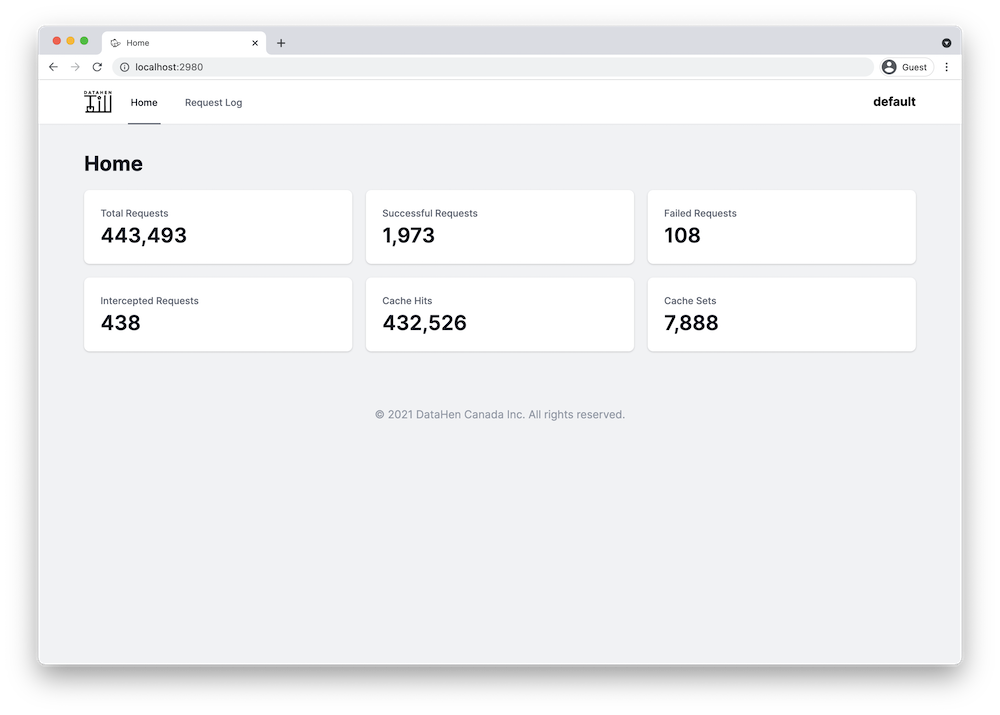 Home
localhost:2980
Guest
DATAHEN
Till
Home
Request Log
default
Home
Total Requests
443,493
Successful Requests
1,973
Failed Requests
108
Intercepted Requests
438
Cache Hits
432,526
Cache Sets
7,888
© 2021 DataHen Canada Inc. All rights reserved.